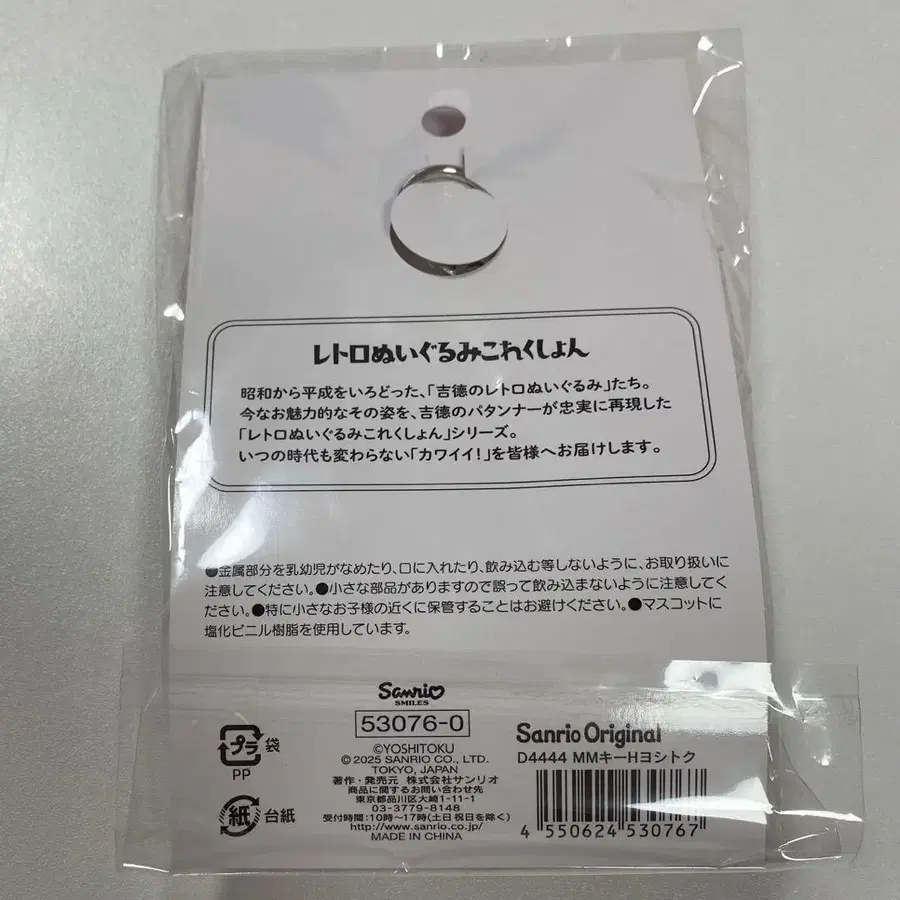 レトロぬいぐるみこれくしょん
昭和から平成をいろどった、「吉德のレトロぬいぐるみ」たち。
今なお魅力的なその姿を、吉德のパタンナーが忠実に再現した
「レトロぬいぐるみこれくしょん」シリーズ。
いつの時代も変わらない「カワイイ!」を皆様へお届けします。
●金属部分を乳幼児がなめたり、口に入れたり、飲み込む等しないように、お取り扱いに
注意してください。●小さな部品がありますので誤って飲み込まないように注意してく
ださい。●特に小さなお子様の近くに保管することはお避けください。●マスコットに
塩化ビニル樹脂を使用しています。
Sanrio
SMILES
53076-0
©YOSHITOKU
©2025 SANRIO CO., LTD.
TOKYO, JAPAN
著作・発売元 株式会社サンリオ
商品に関するお問い合わせ先
東京都品川区大崎1-11-1
03-3779-8148
受付時間:10時〜17時(土日祝日を除く)
http://www.sanrio.co.jp/
MADE IN CHINA
プラ 袋
PP
紙 台紙
Sanrio Original
D4444 MMキーHヨシトク
4 550624 530767